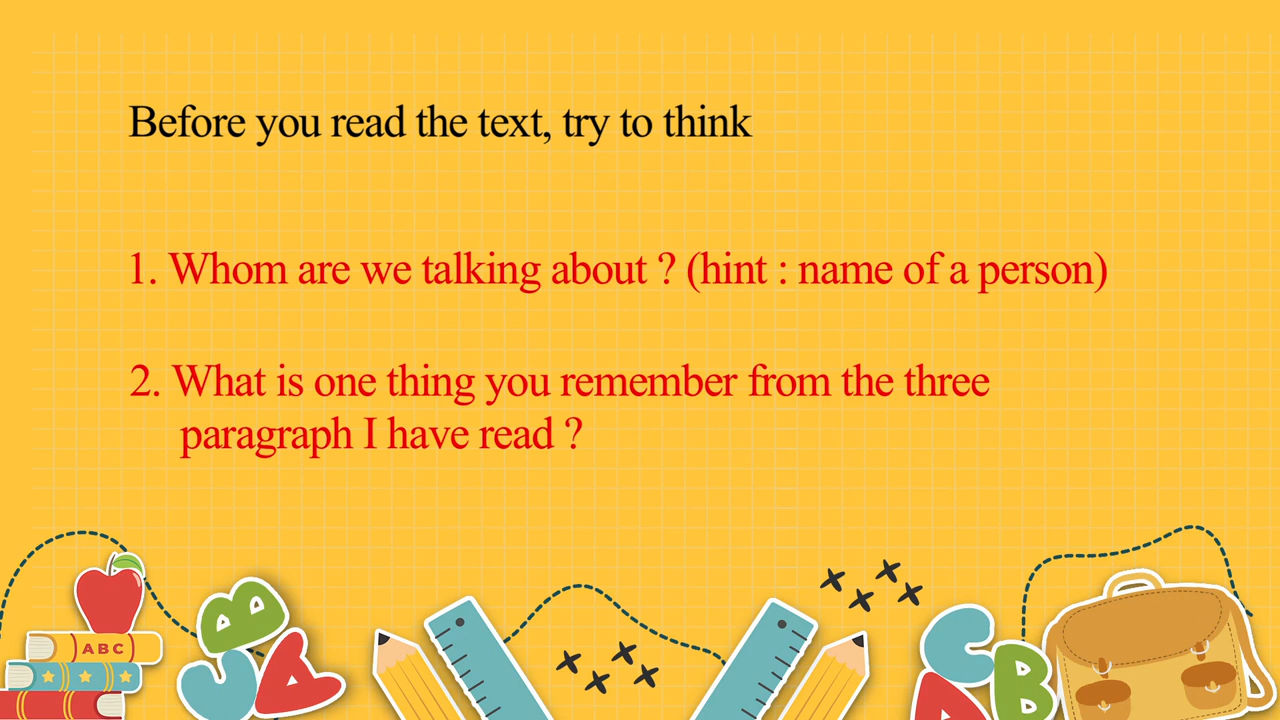 Before you read the text, try to think
1. Whom are we talking about ? (hint : name of a person)
2. What is one thing you remember from the three
paragraph I have read ?
ABC
B
C
A
C
B
A